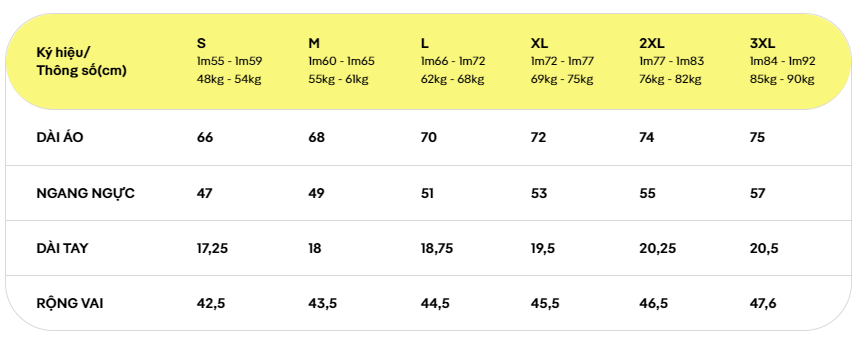 Ký hiệu/
Thông số(cm)
S M L XL 2XL 3XL
1m55 - 1m59 1m60 - 1m65 1m66 - 1m72 1m72 - 1m77 1m77 - 1m83 1m84 - 1m92
48kg - 54kg 55kg - 61kg 62kg - 68kg 69kg - 75kg 76kg - 82kg 85kg - 90kg
DÀI ÁO 66 68 70 72 74 75
NGANG NGỰC 47 49 51 53 55 57
DÀI TAY 17,25 18 18,75 19,5 20,25 20,5
RỘNG VAI 42,5 43,5 44,5 45,5 46,5 47,6